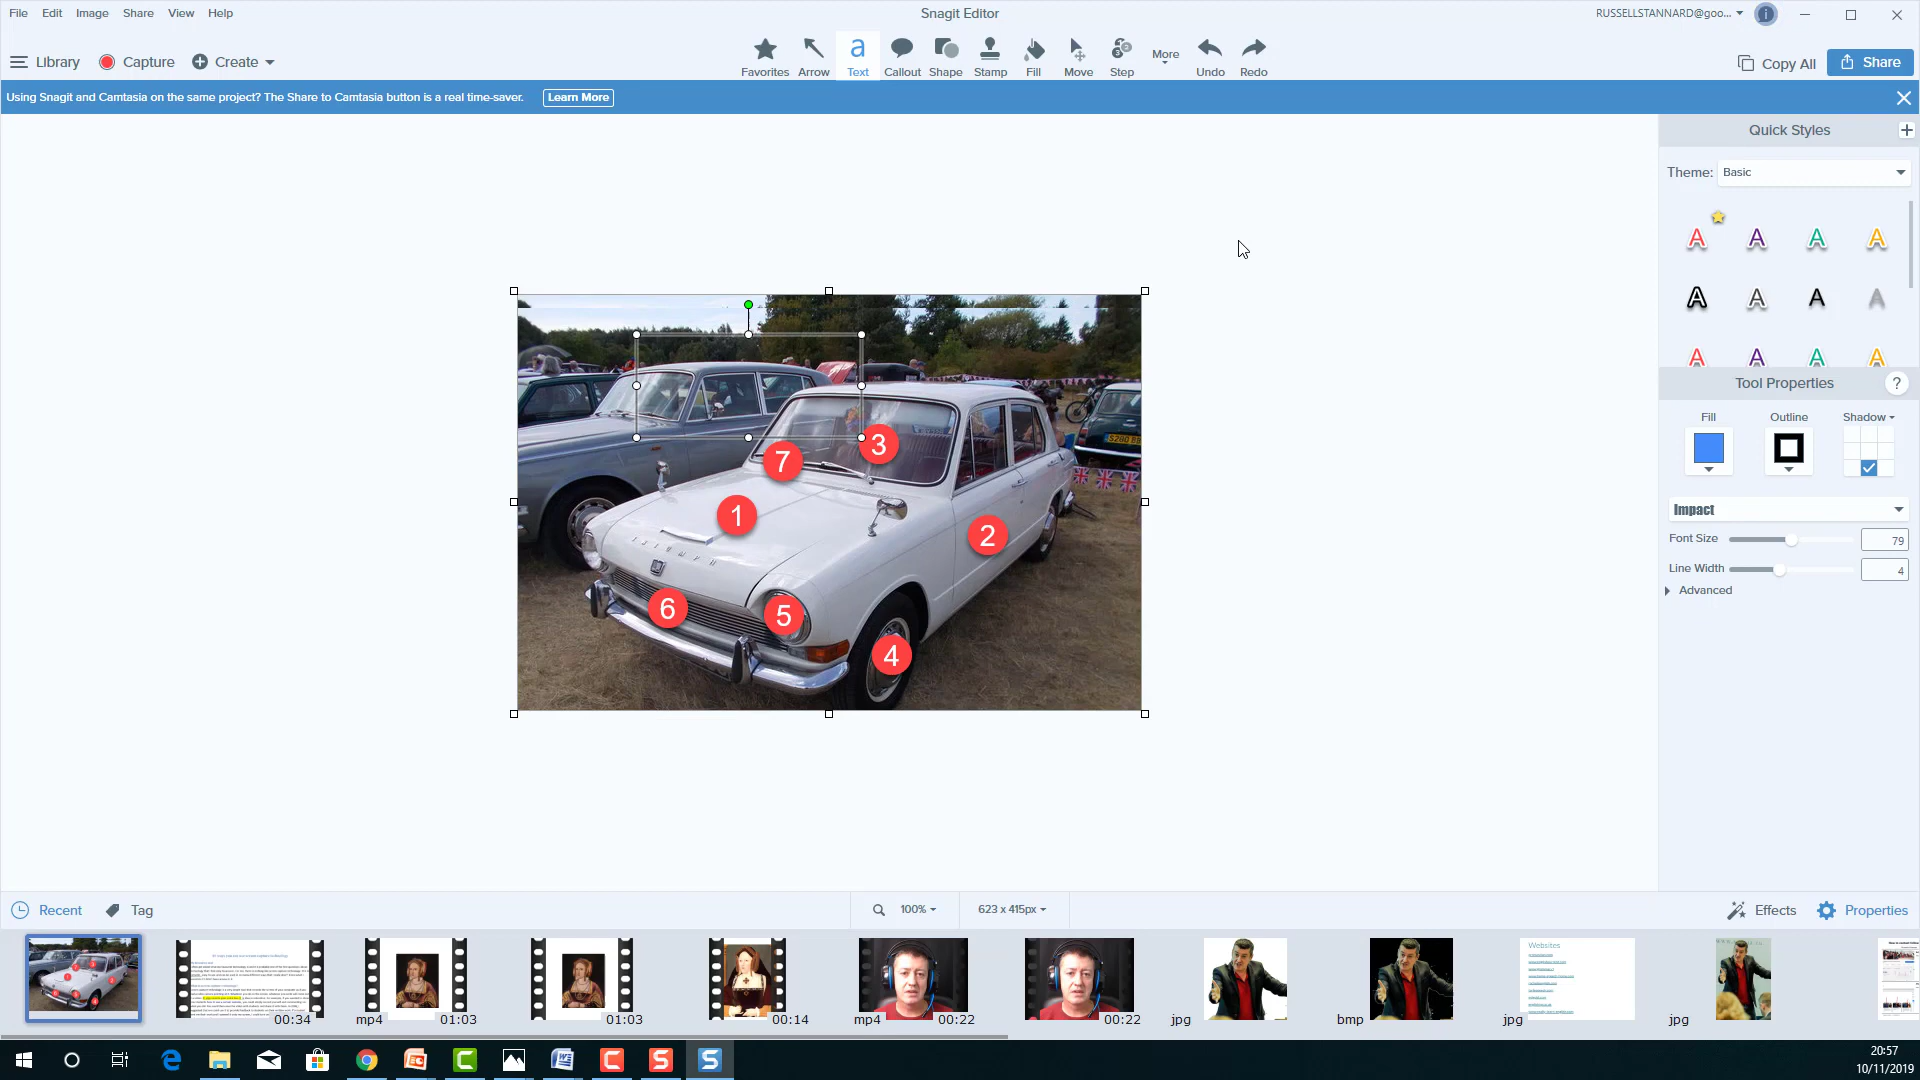 File Edit Image Share View Help
Snagit Editor
RUSSELLSTANNARD@goo...
Library Capture Create
Favorites Arrow Text Callout Shape Stamp Fill Move Step More Undo Redo
Copy All Share
Using Snagit and Camtasia on the same project? The Share to Camtasia button is a real time-saver. Learn More
Quick Styles
Theme: Basic
A A A A
A A A A
A A A A
Tool Properties ?
Fill Outline Shadow
Impact
Font Size 79
Line Width 4
Advanced
3
7
1
2
TRIUMPH
6
5
4
Recent Tag
100% 623 x 415px
Effects Properties
Websites
00:34 mp4 01:03 01:03 00:14 mp4 00:22 00:22 jpg bmp jpg jpg
20:57
10/11/2019